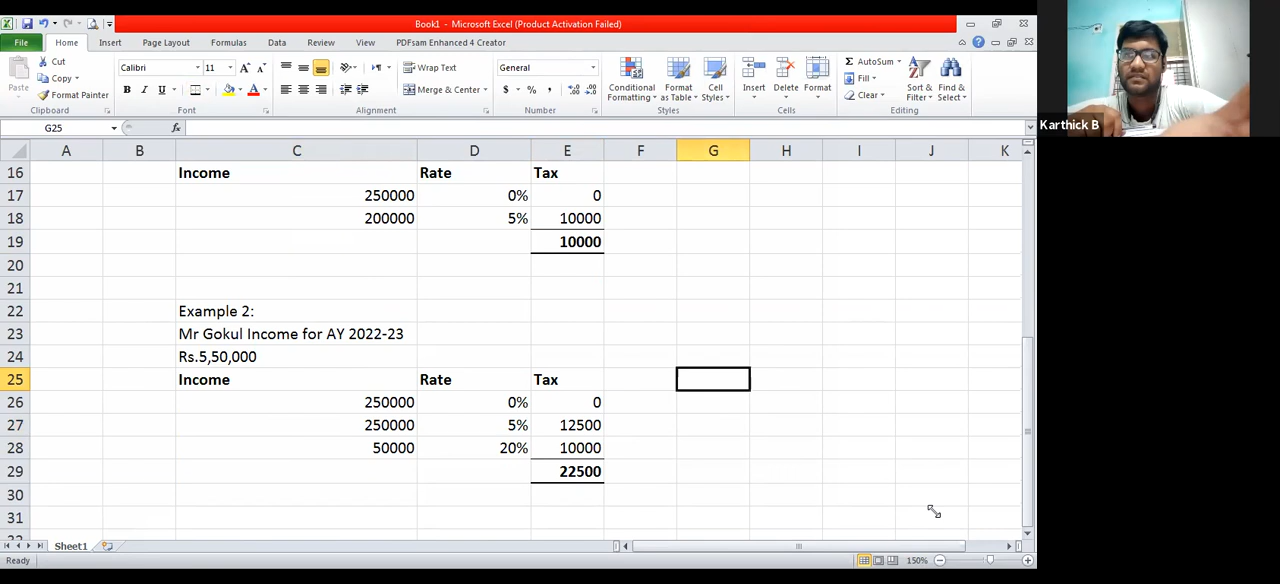 Book1 - Microsoft Excel (Product Activation Failed)
File Home Insert Page Layout Formulas Data Review View PDFsam Enhanced 4 Creator
Paste Cut Calibri 11 Wrap Text General AutoSum
Copy Merge & Center Fill
Format Painter Clear
Conditional Formatting Format as Table Cell Styles Insert Delete Format Sort & Filter Find & Select
Clipboard Font Alignment Number Styles Cells Editing
G25 fx
Karthick B
A B C D E F G H I J K
16 Income Rate Tax
17 250000 0% 0
18 200000 5% 10000
19 10000
20
21
22 Example 2:
23 Mr Gokul Income for AY 2022-23
24 Rs.5,50,000
25 Income Rate Tax
26 250000 0% 0
27 250000 5% 12500
28 50000 20% 10000
29 22500
30
31
Sheet1
Ready 150%